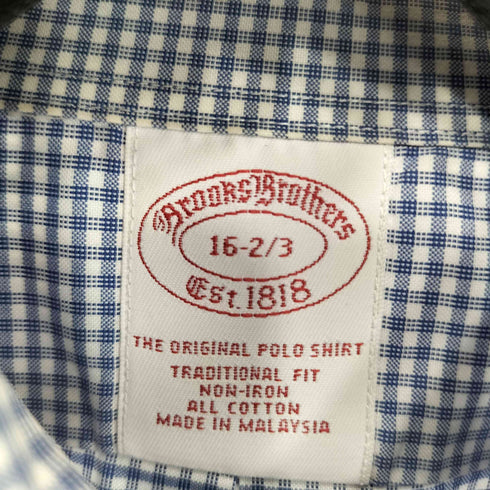 Brooks Brothers
16-2/3
Est. 1818
THE ORIGINAL POLO SHIRT
TRADITIONAL FIT
NON-IRON
ALL COTTON
MADE IN MALAYSIA